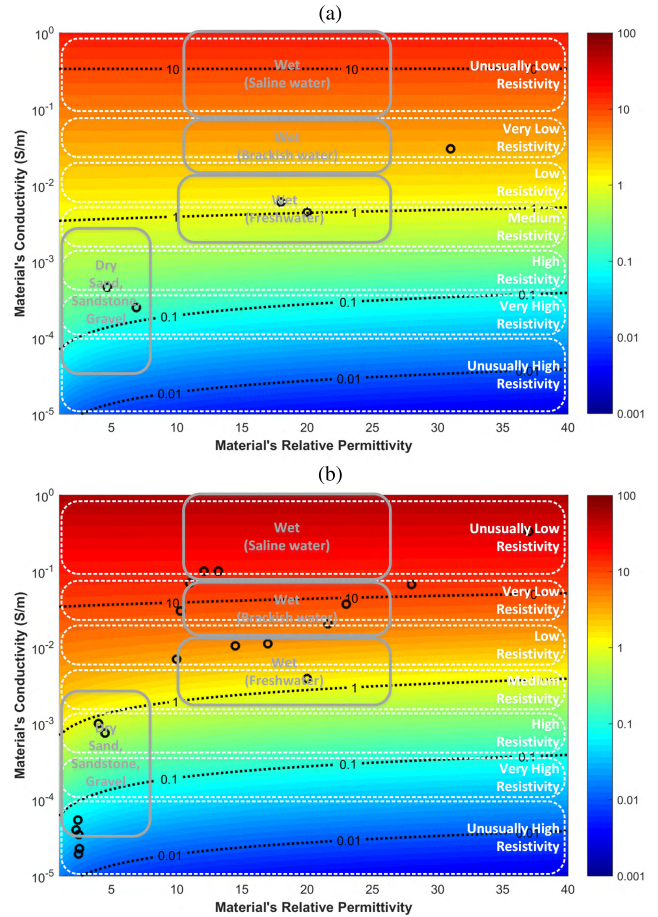 (a)
10⁰
10⁻¹
10⁻²
10⁻³
10⁻⁴
10⁻⁵
Material's Conductivity (S/m)
Wet
(Saline water)
Unusually Low
Resistivity
10
10
10
Wet
(Brackish water)
Very Low
Resistivity
Low
Resistivity
1
1
1
Wet
(Freshwater)
Medium
Resistivity
Dry
Sand,
Sandstone,
Gravel
High
Resistivity
0.1
0.1
Very High
Resistivity
Unusually High
Resistivity
0.01
0.01
5
10
15
20
25
30
35
40
Material's Relative Permittivity
100
10
1
0.1
0.01
0.001
(b)
10⁰
10⁻¹
10⁻²
10⁻³
10⁻⁴
10⁻⁵
Material's Conductivity (S/m)
Wet
(Saline water)
Unusually Low
Resistivity
10
Wet
(Brackish water)
Very Low
Resistivity
Low
Resistivity
Wet
(Freshwater)
Medium
Resistivity
1
1
Dry
Sand,
Sandstone,
Gravel
High
Resistivity
0.1
0.1
Very High
Resistivity
Unusually High
Resistivity
0.01
0.01
5
10
15
20
25
30
35
40
Material's Relative Permittivity
100
10
1
0.1
0.01
0.001